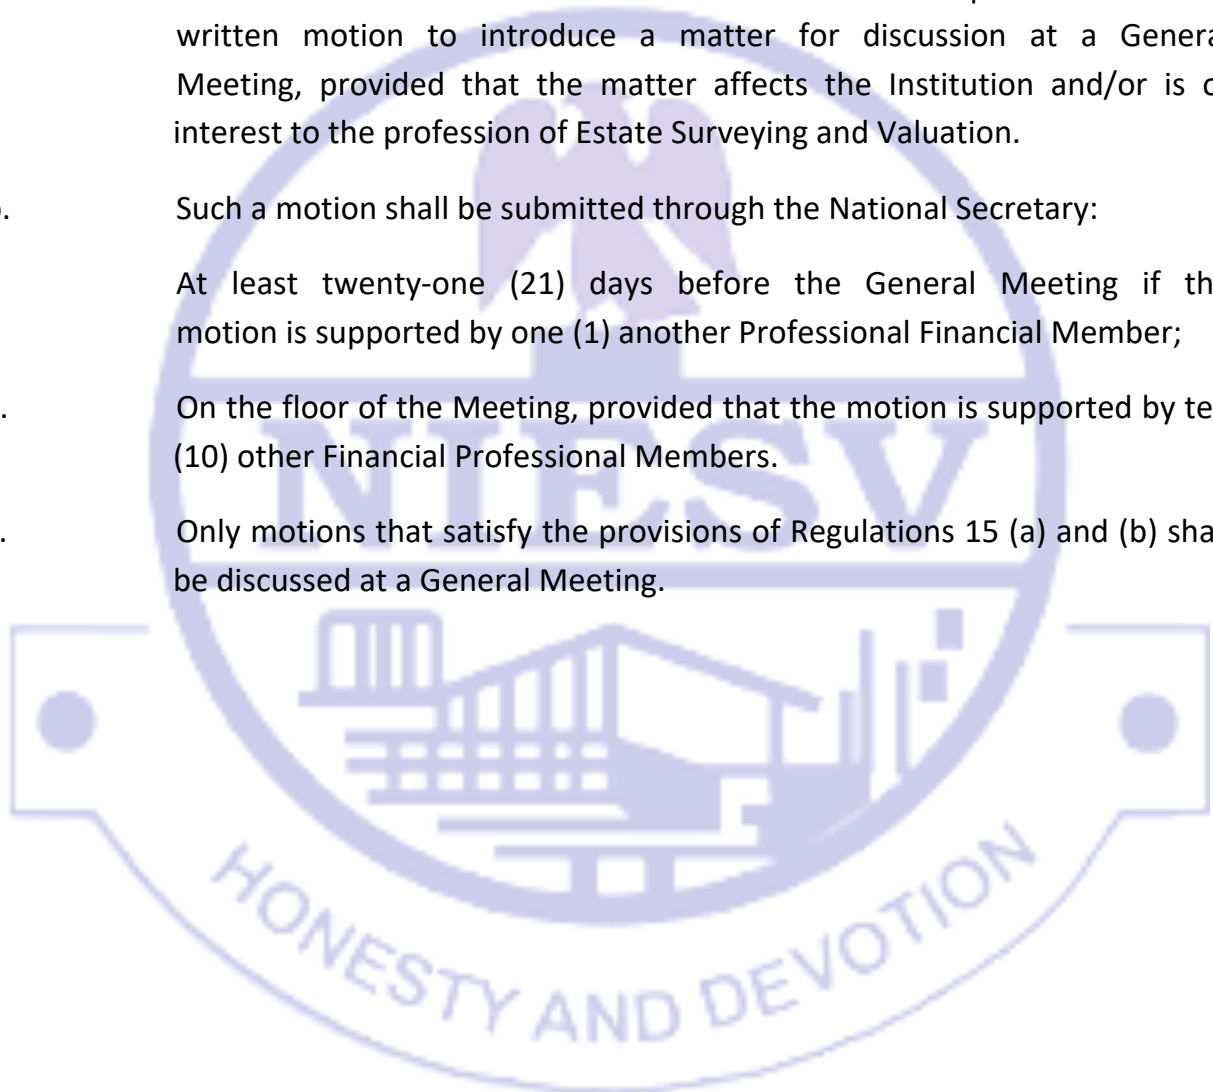 written motion to introduce a matter for discussion at a Genera
Meeting, provided that the matter affects the Institution and/or is o
interest to the profession of Estate Surveying and Valuation.
Such a motion shall be submitted through the National Secretary:
At least twenty-one (21) days before the General Meeting if th
motion is supported by one (1) another Professional Financial Member;
On the floor of the Meeting, provided that the motion is supported by te
(10) other Financial Professional Members.
Only motions that satisfy the provisions of Regulations 15 (a) and (b) sha
be discussed at a General Meeting.
NIESV
HONESTY AND DEVOTION